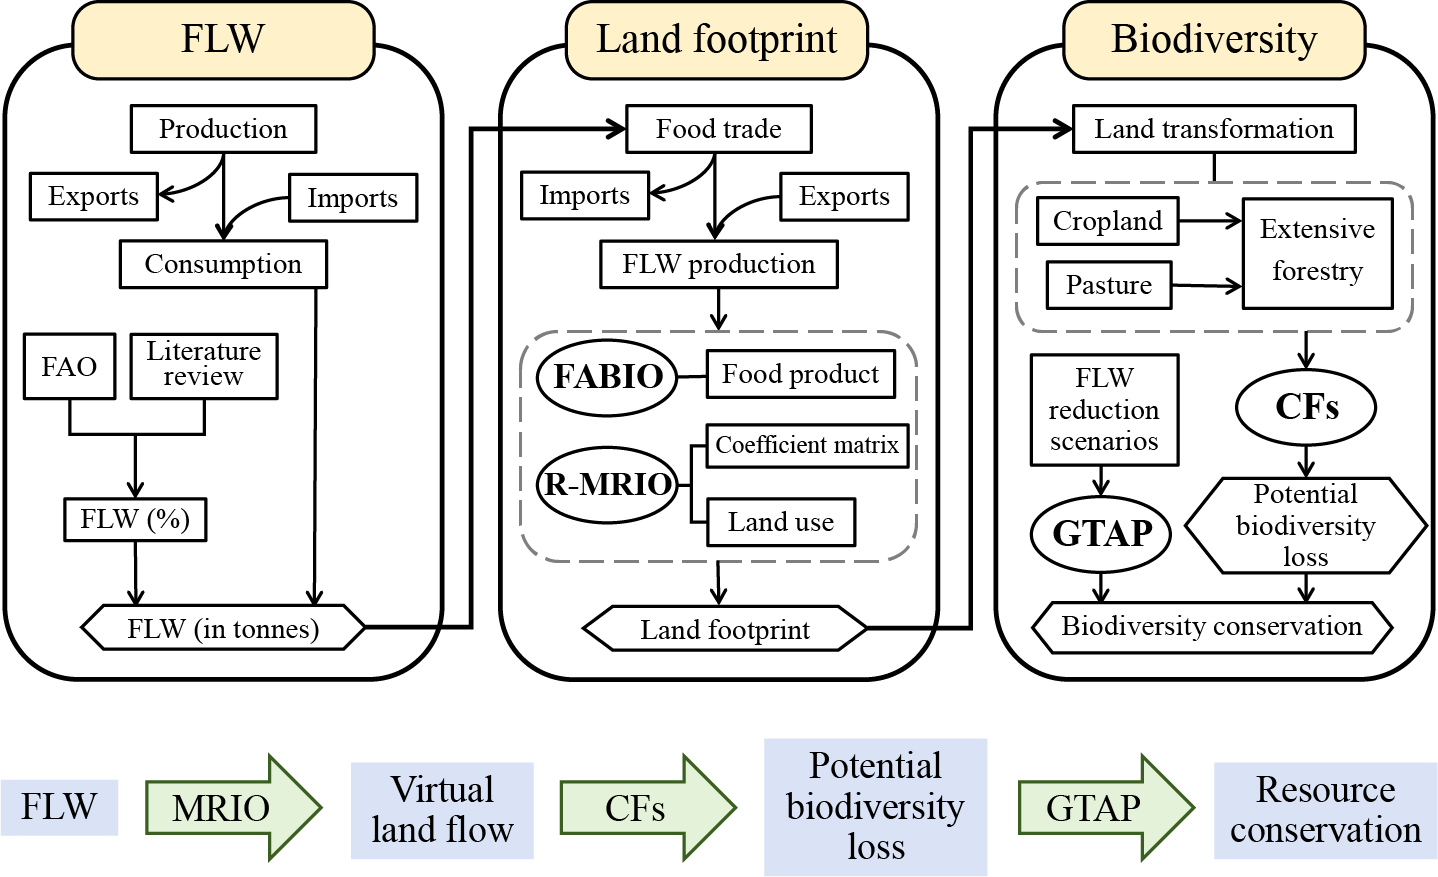 FLW
Production
Exports
Imports
Consumption
FAO
Literature
review
FLW (%)
FLW (in tonnes)
Land footprint
Food trade
Imports
Exports
FLW production
FABIO
Food product
R-MRIO
Coefficient matrix
Land use
Land footprint
Biodiversity
Land transformation
Cropland
Pasture
Extensive
forestry
FLW
reduction
scenarios
CFs
GTAP
Potential
biodiversity
loss
Biodiversity conservation
FLW
MRIO
Virtual
land flow
CFs
Potential
biodiversity
loss
GTAP
Resource
conservation